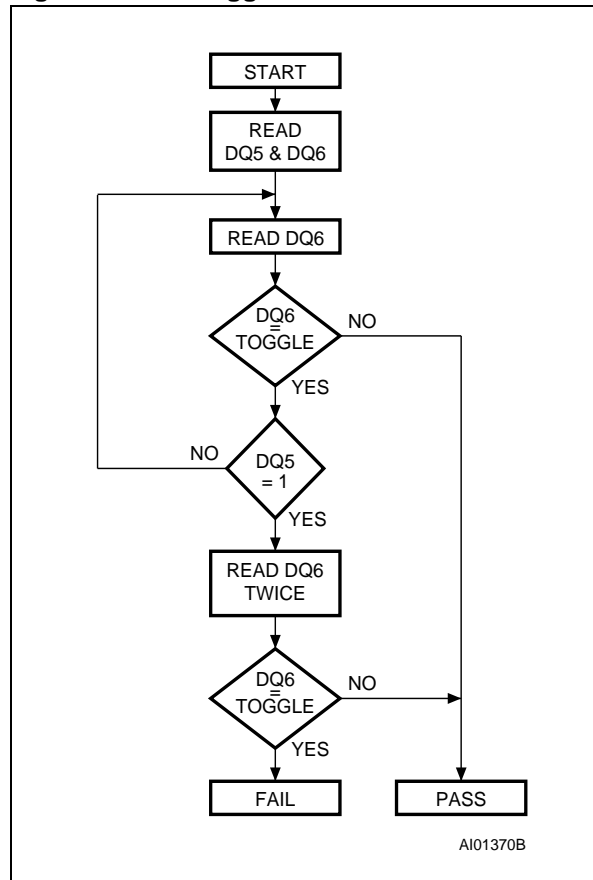 START
READ
DQ5 & DQ6
READ DQ6
DQ6
=
TOGGLE
NO
YES
NO
DQ5
= 1
YES
READ DQ6
TWICE
DQ6
=
TOGGLE
NO
YES
FAIL
PASS
AI01370B